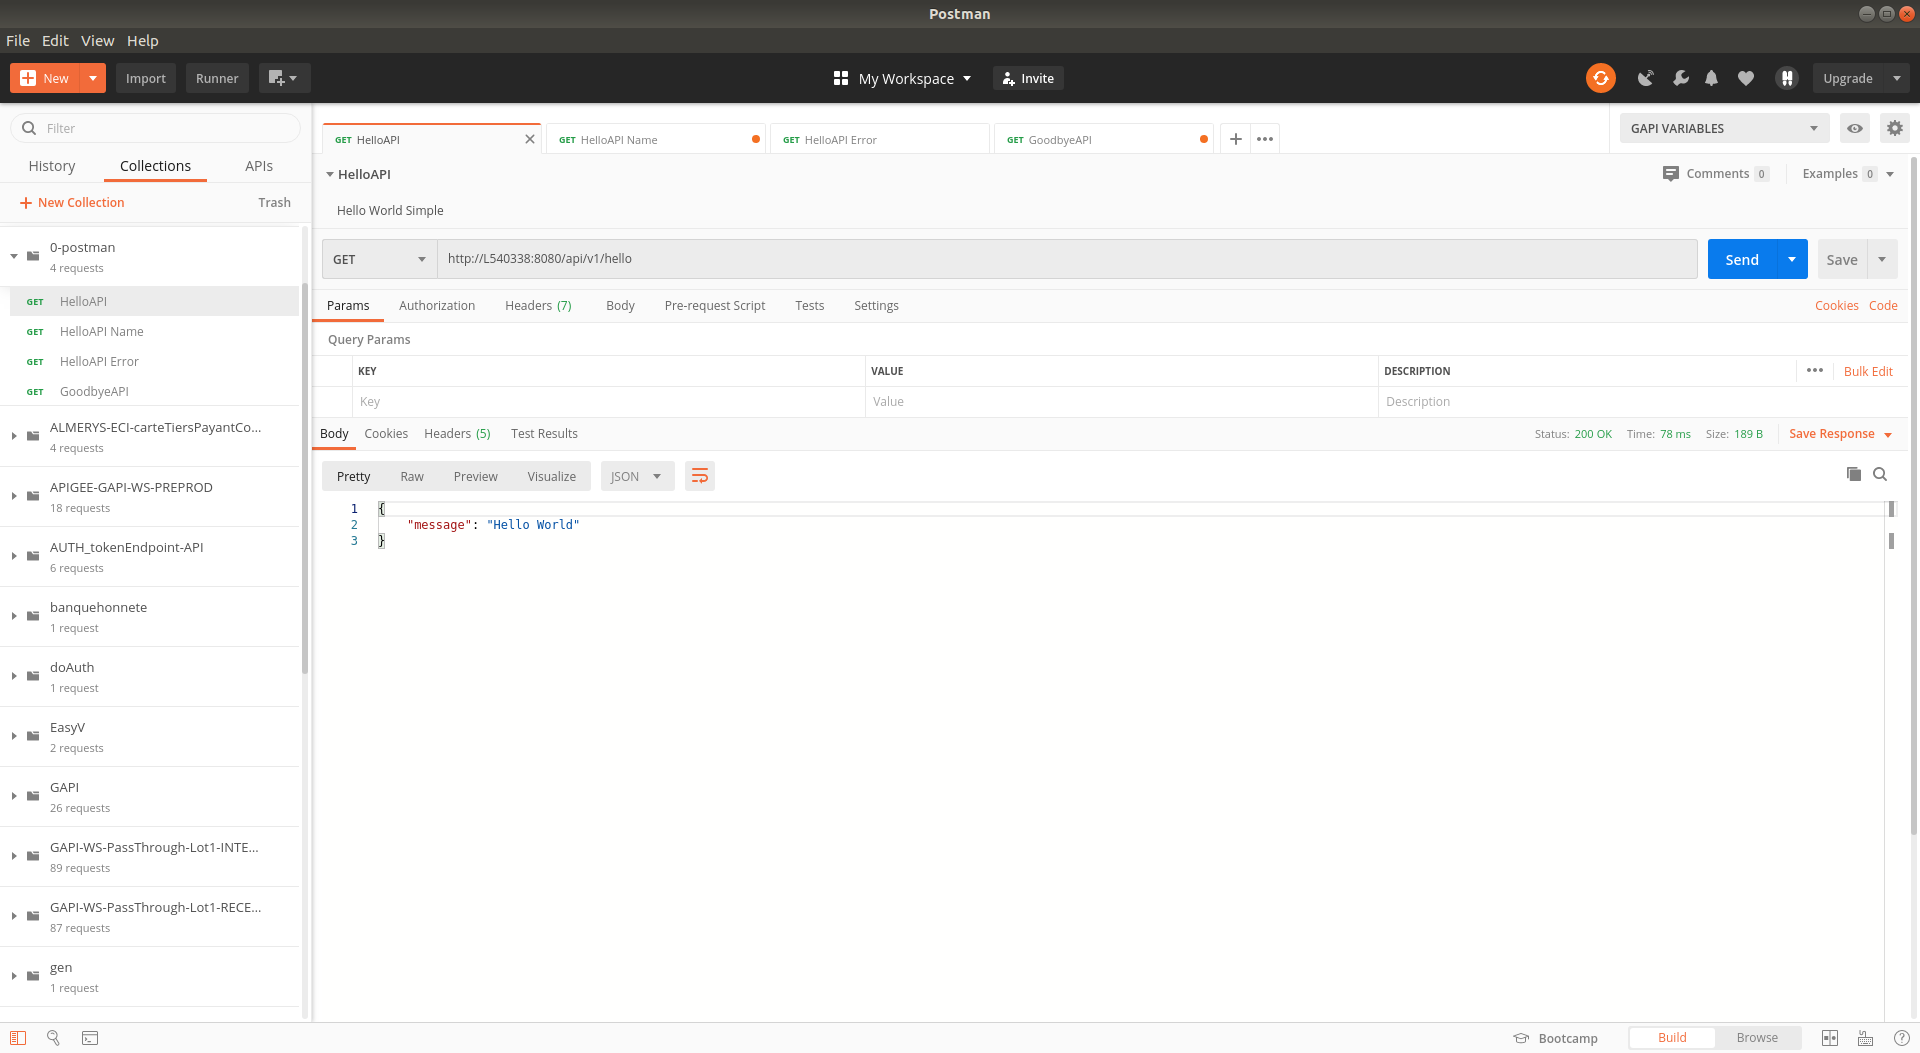 Postman
File Edit View Help
New Import Runner My Workspace Invite Upgrade
Filter
History Collections APIs
New Collection Trash
0-postman
4 requests
GET HelloAPI
GET HelloAPI Name
GET HelloAPI Error
GET GoodbyeAPI
ALMERYS-ECI-carteTiersPayantCo...
4 requests
APIGEE-GAPI-WS-PREPROD
18 requests
AUTH_tokenEndpoint-API
6 requests
banquehonnete
1 request
doAuth
1 request
EasyV
2 requests
GAPI
26 requests
GAPI-WS-PassThrough-Lot1-INTE...
89 requests
GAPI-WS-PassThrough-Lot1-RECE...
87 requests
gen
1 request
GET HelloAPI GET HelloAPI Name GET HelloAPI Error GET GoodbyeAPI GAPI VARIABLES
HelloAPI Comments 0 Examples 0
Hello World Simple
GET http://L540338:8080/api/v1/hello Send Save
Params Authorization Headers (7) Body Pre-request Script Tests Settings Cookies Code
Query Params
KEY VALUE DESCRIPTION Bulk Edit
Key Value Description
Body Cookies Headers (5) Test Results Status: 200 OK Time: 78 ms Size: 189 B Save Response
Pretty Raw Preview Visualize JSON
1 {
2 "message": "Hello World"
3 }
Bootcamp Build Browse